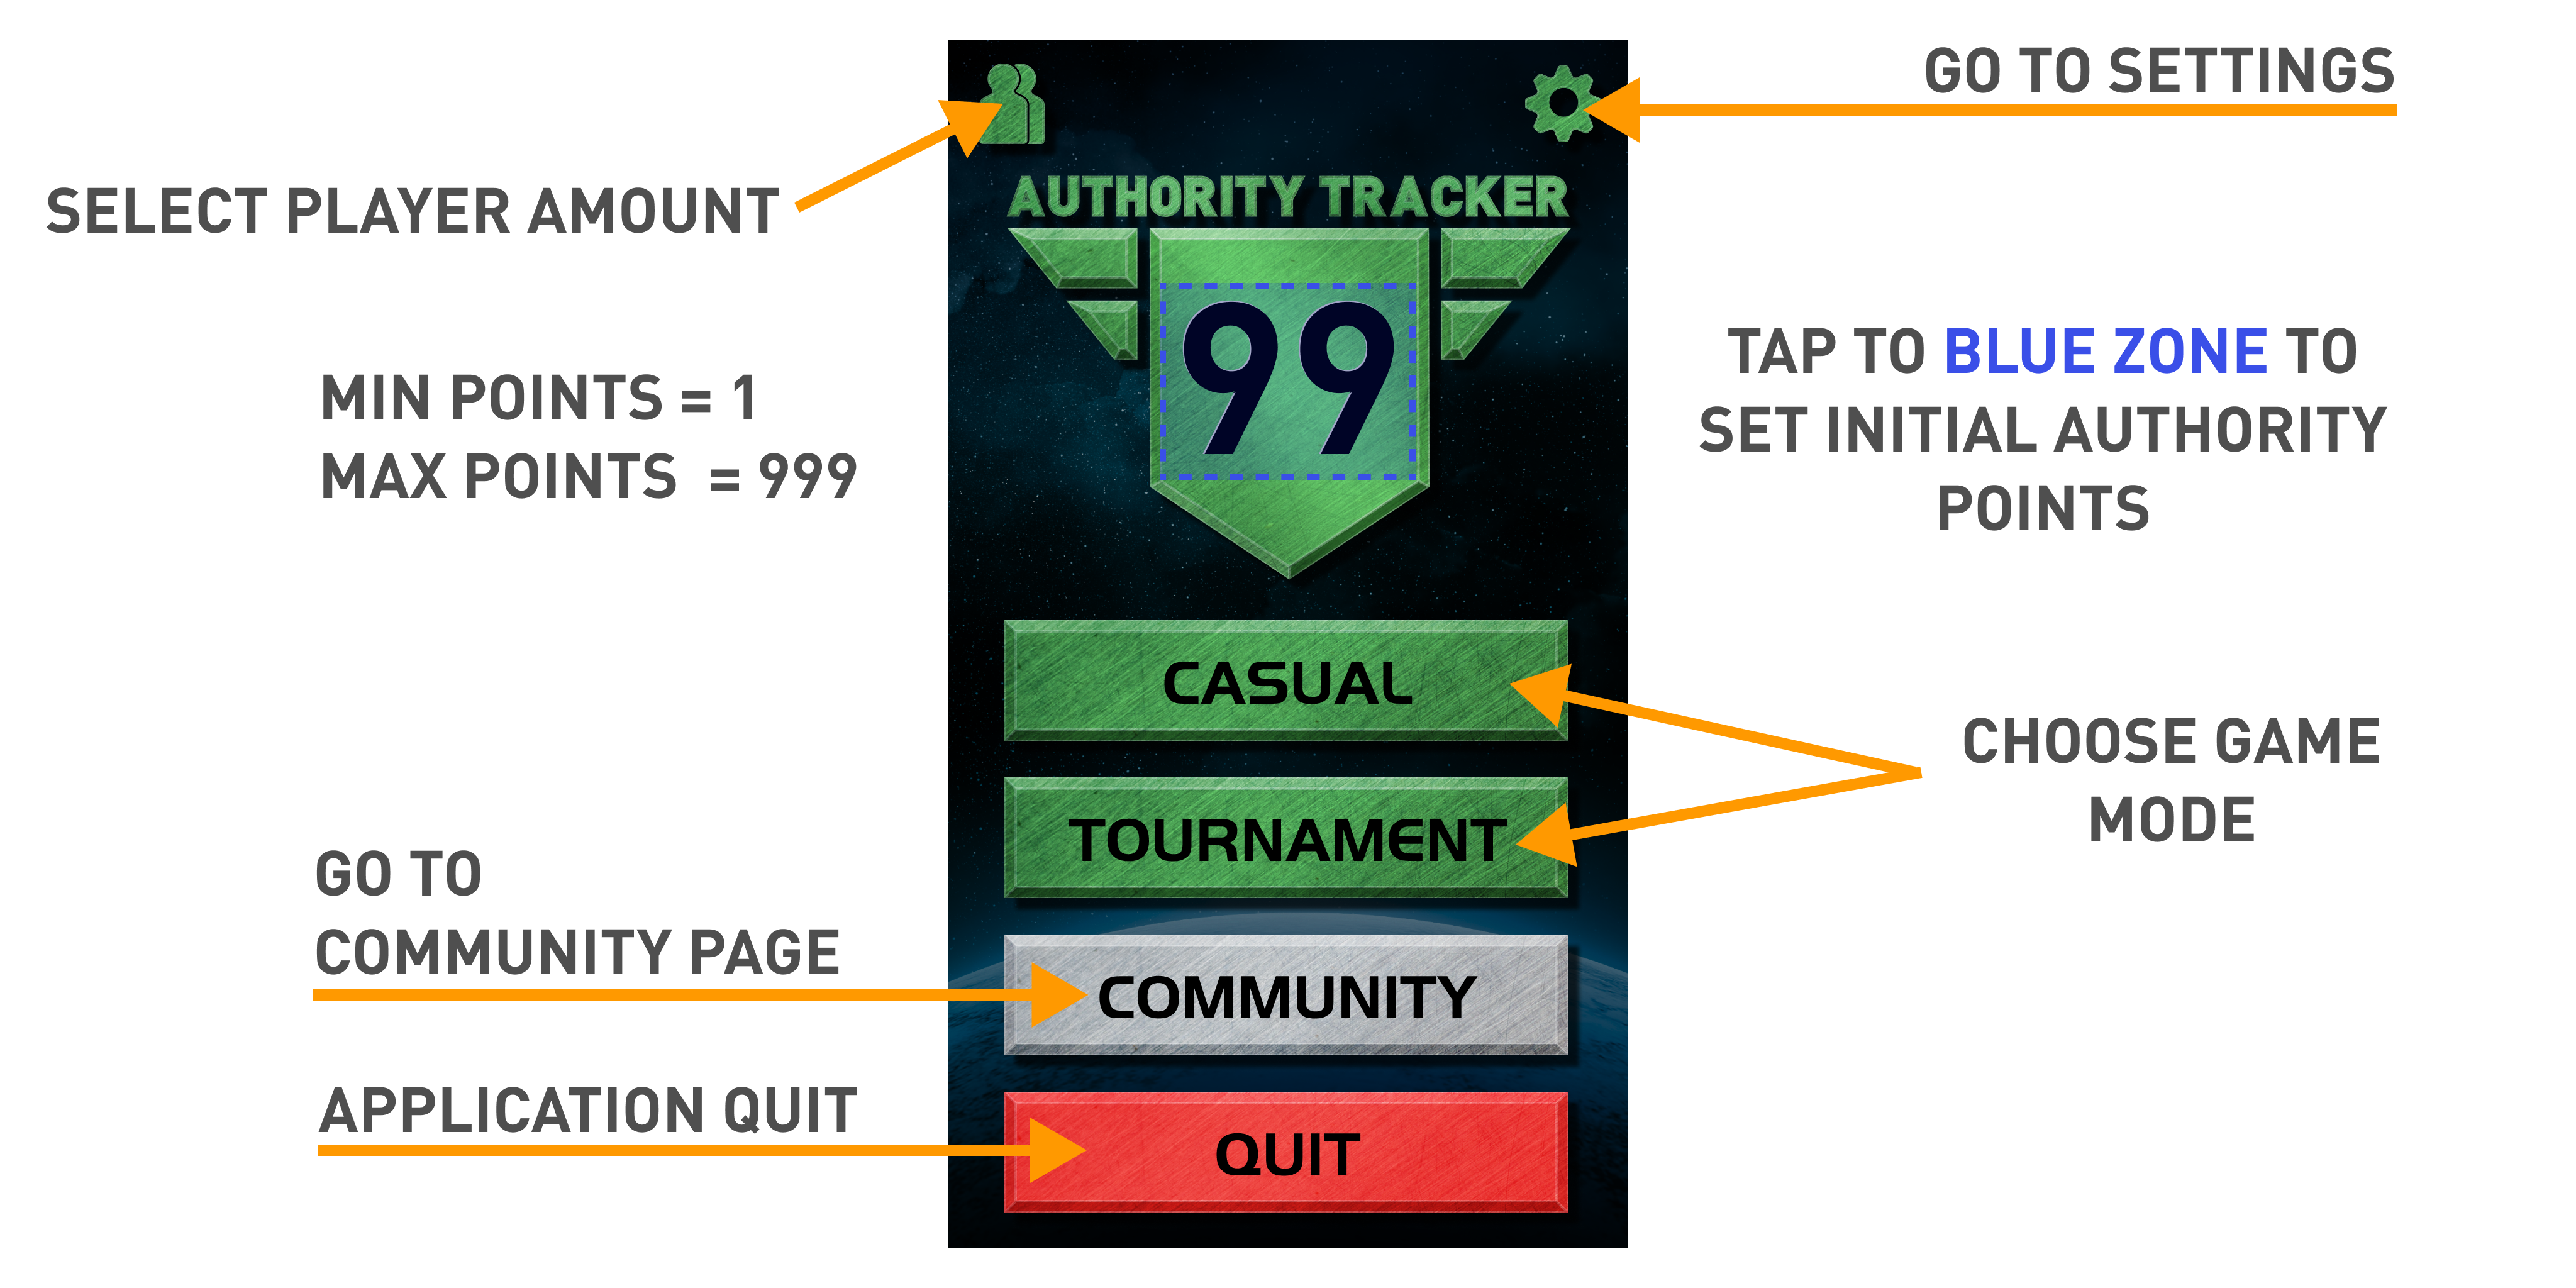 GO TO SETTINGS
SELECT PLAYER AMOUNT
AUTHORITY TRACKER
99
MIN POINTS = 1
MAX POINTS = 999
TAP TO BLUE ZONE TO
SET INITIAL AUTHORITY
POINTS
CASUAL
TOURNAMENT
CHOOSE GAME
MODE
GO TO
COMMUNITY PAGE
COMMUNITY
APPLICATION QUIT
QUIT